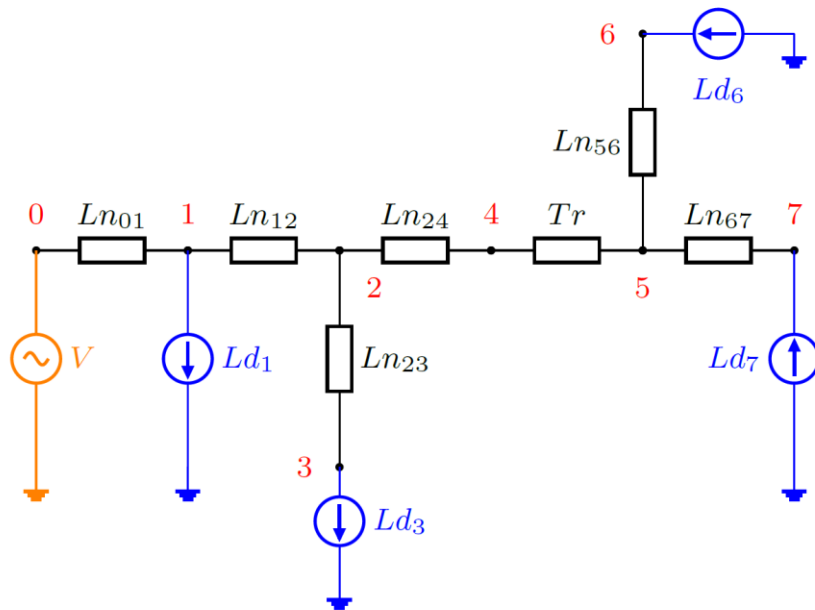 6
Ld₆
Ln₅₆
0
Ln₀₁
1
Ln₁₂
Ln₂₄
4
Tr
Ln₆₇
7
2
5
V
Ld₁
Ln₂₃
Ld₇
3
Ld₃